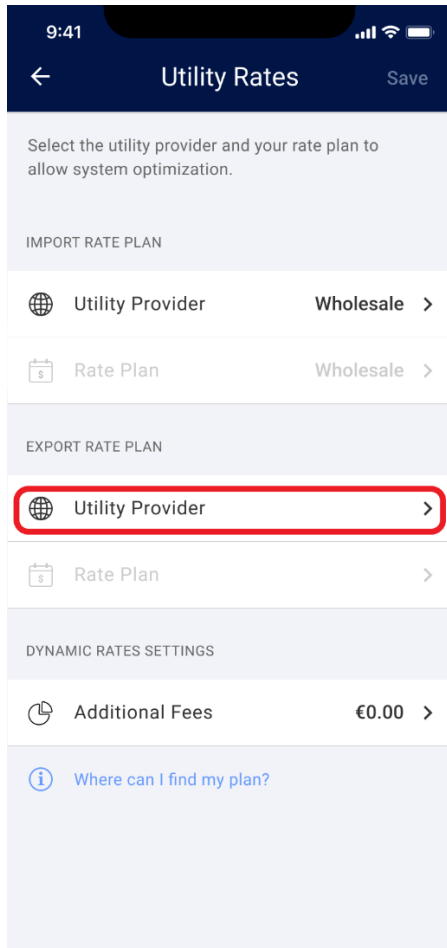 9:41
Utility Rates Save
Select the utility provider and your rate plan to
allow system optimization.
IMPORT RATE PLAN
Utility Provider Wholesale
$ Rate Plan Wholesale
EXPORT RATE PLAN
Utility Provider
$ Rate Plan
DYNAMIC RATES SETTINGS
Additional Fees €0.00
i Where can I find my plan?